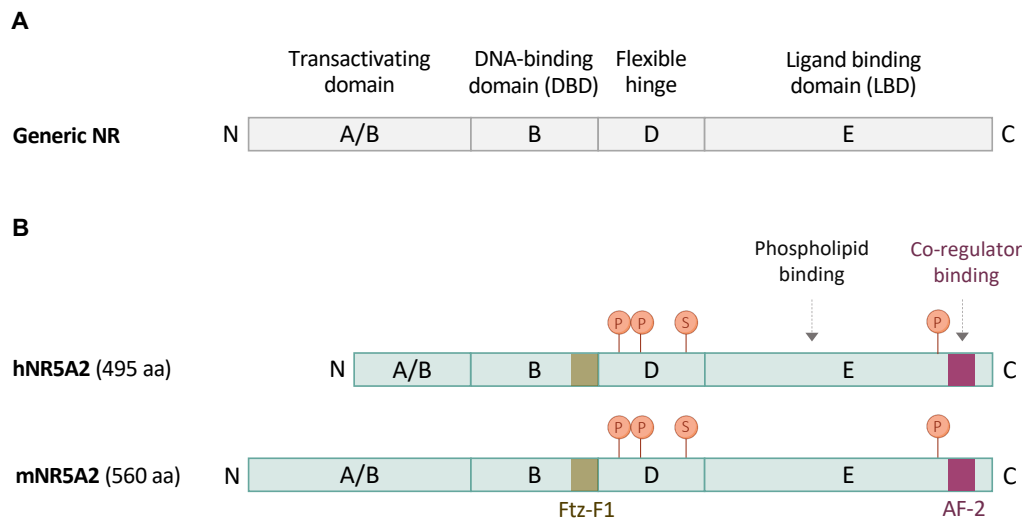 A
Transactivating
domain
DNA-binding
domain (DBD)
Flexible
hinge
Ligand binding
domain (LBD)
Generic NR N A/B B D E C
B
Phospholipid
binding
Co-regulator
binding
P P S P
hNR5A2 (495 aa) N A/B B D E C
P P S P
mNR5A2 (560 aa) N A/B B D E C
Ftz-F1 AF-2